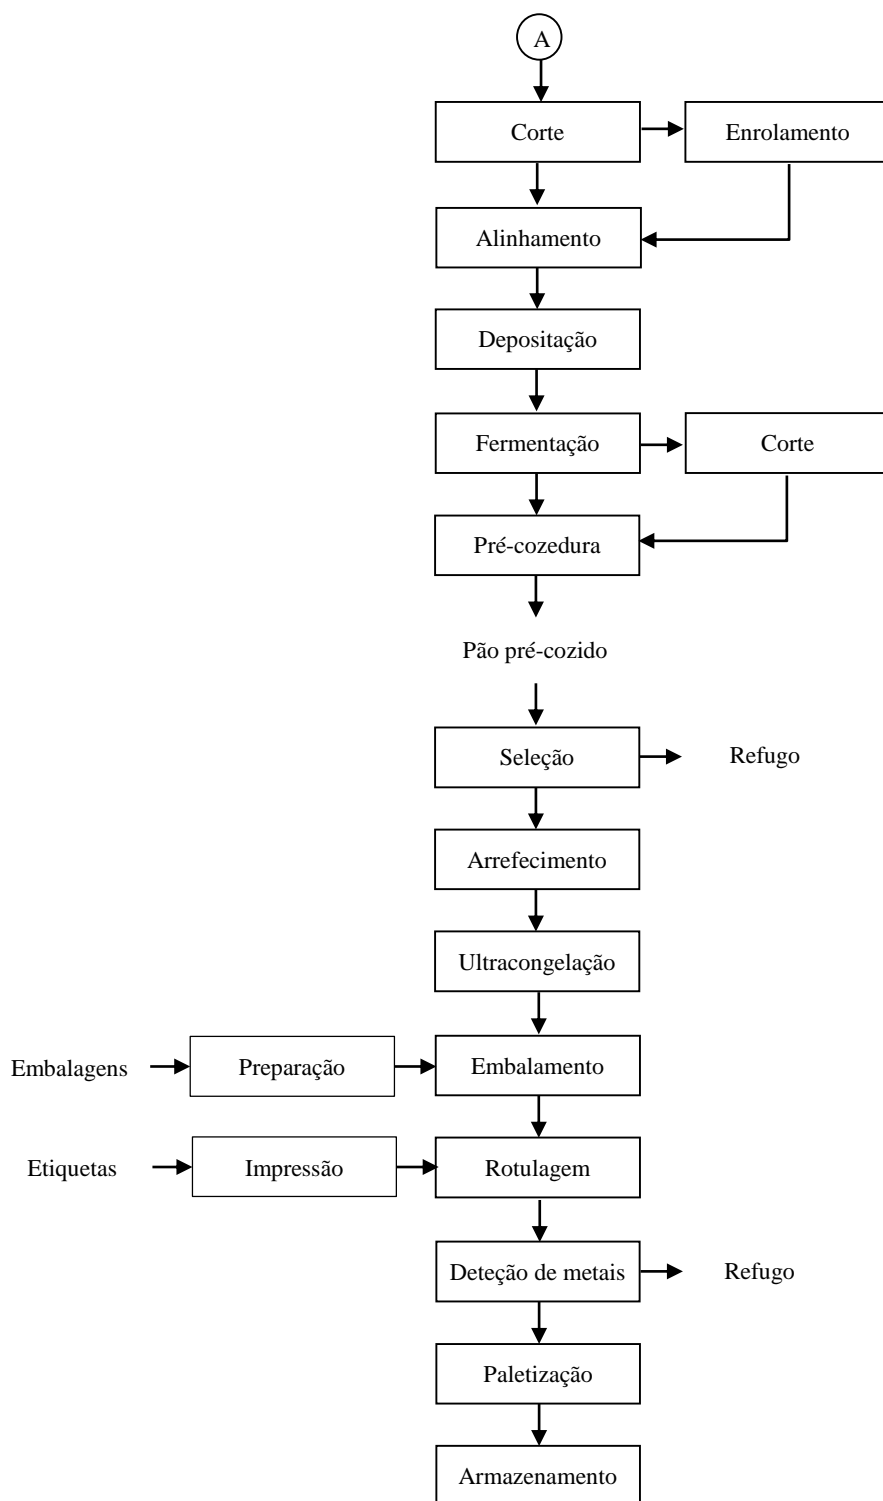 A
Corte
Enrolamento
Alinhamento
Depositação
Fermentação
Corte
Pré-cozedura
Pão pré-cozido
Seleção
Refugo
Arrefecimento
Ultracongelação
Embalagens
Preparação
Embalamento
Etiquetas
Impressão
Rotulagem
Deteção de metais
Refugo
Paletização
Armazenamento